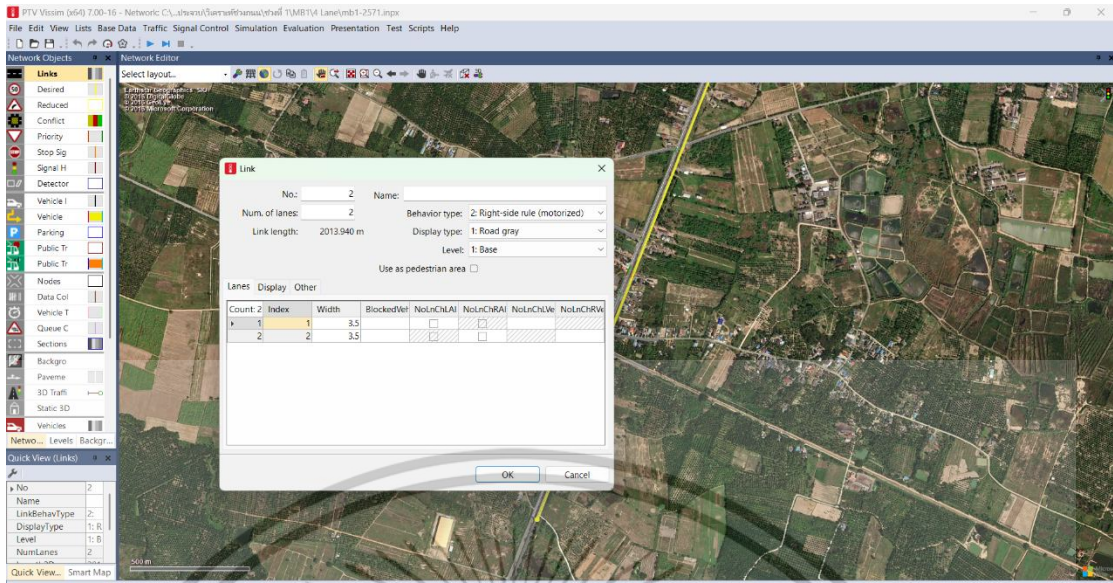 PTV Vissim (x64) 7.00-16 - Network: C:\...ประจวบ\วิเคราะห์ช่วงถนน\ช่วงที่ 1\MB1\4 Lane\mb1-2571.inpx
File Edit View Lists Base Data Traffic Signal Control Simulation Evaluation Presentation Test Scripts Help
Network Objects
Network Editor
Select layout...
Links
Desired
Reduced
Conflict
Priority
Stop Sig
Signal H
Detector
Vehicle I
Vehicle
Parking
Public Tr
Public Tr
Nodes
Data Col
Vehicle T
Queue C
Sections
Backgro
Paveme
3D Traffi
Static 3D
Vehicles
Netwo... Levels Backgr...
Quick View (Links)
No 2
Name
LinkBehavType 2:
DisplayType 1: R
Level 1: B
NumLanes 2
Quick View... Smart Map
Earthstar Geographics SIO
Microsoft Corporation
Link
No.: 2 Name:
Num. of lanes: 2 Behavior type: 2: Right-side rule (motorized)
Link length: 2013.940 m Display type: 1: Road gray
Level: 1: Base
Use as pedestrian area
Lanes Display Other
Count: 2 Index Width BlockedVeh NoLnChLAl NoLnChRAl NoLnChLVe NoLnChRVe
1 1 3.5
2 2 3.5
OK Cancel
500 m